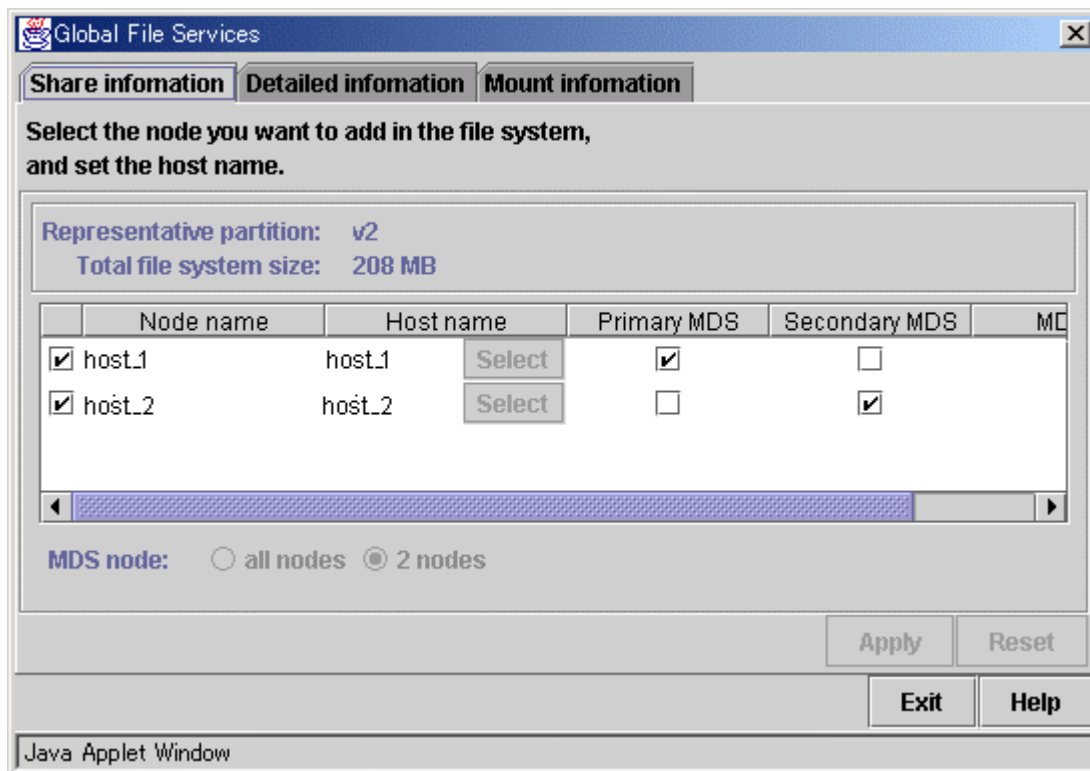 Global File Services
Share infomation Detailed infomation Mount infomation
Select the node you want to add in the file system,
and set the host name.
Representative partition: v2
Total file system size: 208 MB
Node name Host name Primary MDS Secondary MDS
host_1 host_1 Select
host_2 host_2 Select
MDS node: all nodes 2 nodes
Apply Reset
Exit Help
Java Applet Window